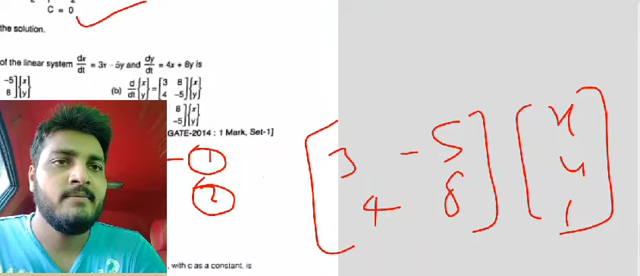 C = 0
the solution.
of the linear system dx/dt = 3x - 5y and dy/dt = 4x + 8y is
-5]{x
8]{y}
(b) d/dt{x y} = [3 8 4 -5]{x y}
8]{x
-5]{y}
GATE-2014 : 1 Mark, Set-1]
1
2
3 -5
4 8
x
y
1
, with c as a constant, is